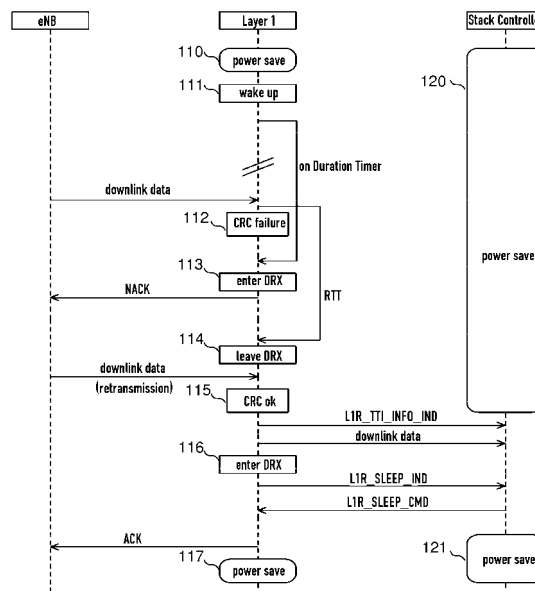 eNB
Layer 1
Stack Controlle
110
power save
111
wake up
120
on Duration Timer
downlink data
112
CRC failure
power save
113
enter DRX
RTT
NACK
114
leave DRX
downlink data
(retransmission)
115
CRC ok
L1R_TTI_INFO_IND
downlink data
116
enter DRX
L1R_SLEEP_IND
L1R_SLEEP_CMD
ACK
117
power save
121
power save